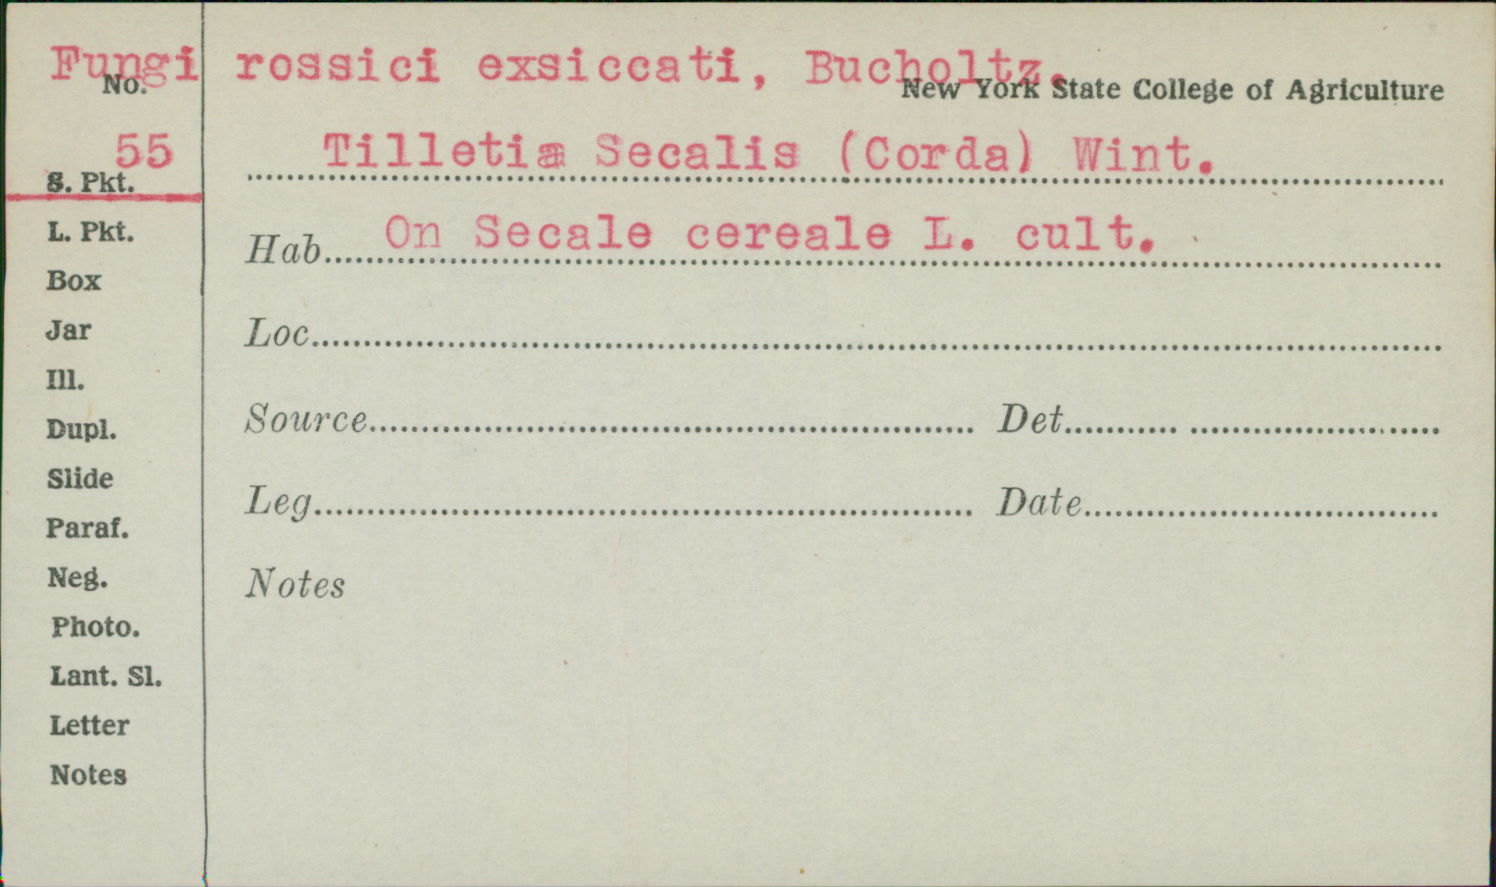 Fungi rossici exsiccati, Bucholtz.
No.
New York State College of Agriculture
55
Tilletia Secalis (Corda) Wint.
S. Pkt.
L. Pkt.
Hab. On Secale cereale L. cult.
Box
Jar
Loc.
Ill.
Dupl.
Source Det.
Slide
Leg. Date
Paraf.
Neg.
Notes
Photo.
Lant. Sl.
Letter
Notes